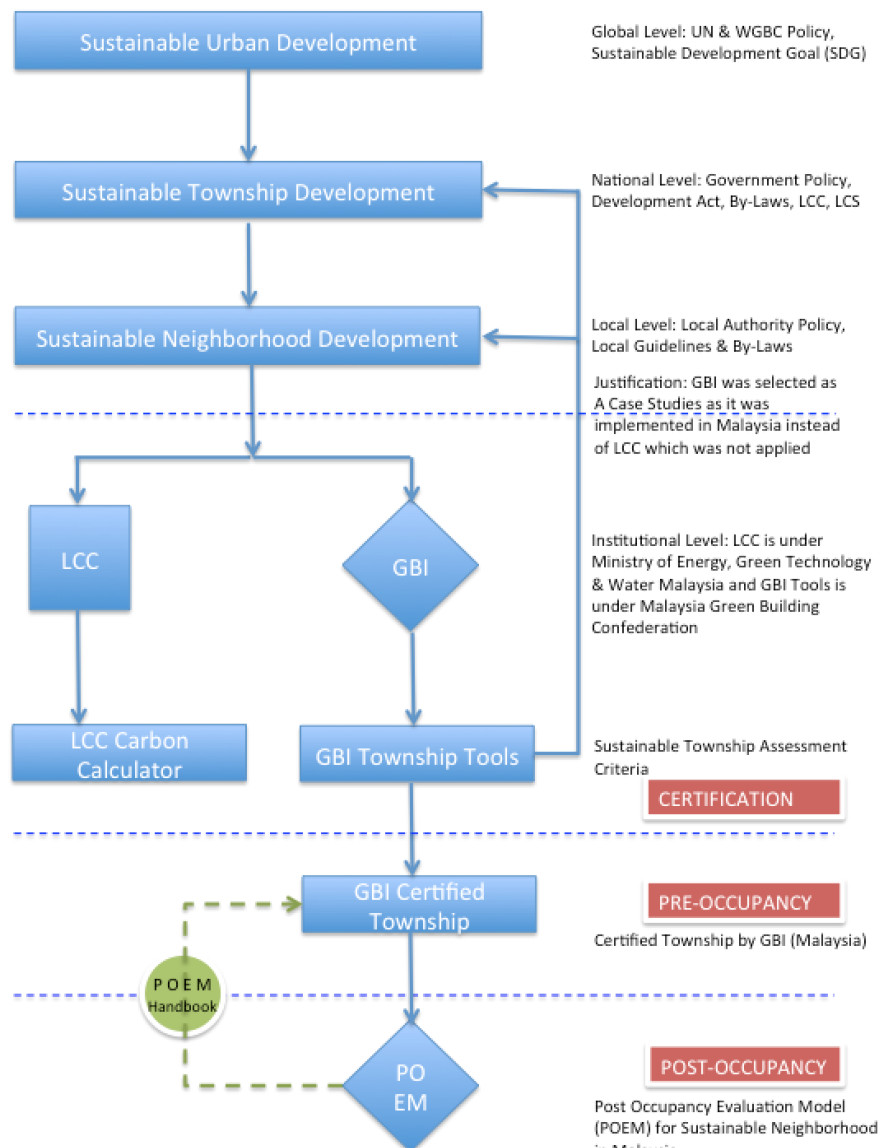 Sustainable Urban Development
Global Level: UN & WGBC Policy,
Sustainable Development Goal (SDG)
Sustainable Township Development
National Level: Government Policy,
Development Act, By-Laws, LCC, LCS
Sustainable Neighborhood Development
Local Level: Local Authority Policy,
Local Guidelines & By-Laws
Justification: GBI was selected as
A Case Studies as it was
implemented in Malaysia instead
of LCC which was not applied
LCC
GBI
Institutional Level: LCC is under
Ministry of Energy, Green Technology
& Water Malaysia and GBI Tools is
under Malaysia Green Building
Confederation
LCC Carbon
Calculator
GBI Township Tools
Sustainable Township Assessment
Criteria
CERTIFICATION
GBI Certified
Township
PRE-OCCUPANCY
Certified Township by GBI (Malaysia)
P O E M
Handbook
PO
EM
POST-OCCUPANCY
Post Occupancy Evaluation Model
(POEM) for Sustainable Neighborhood
in Malaysia